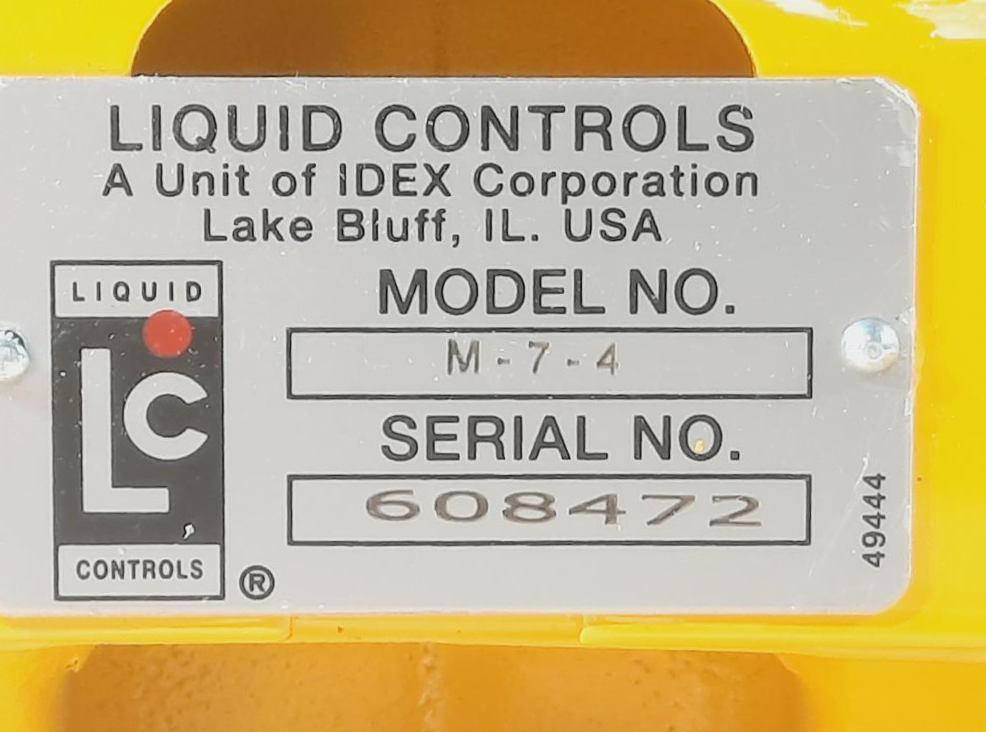 LIQUID CONTROLS
A Unit of IDEX Corporation
Lake Bluff, IL. USA
LIQUID
LC
CONTROLS
®
MODEL NO.
M-7-4
SERIAL NO.
608472
49444